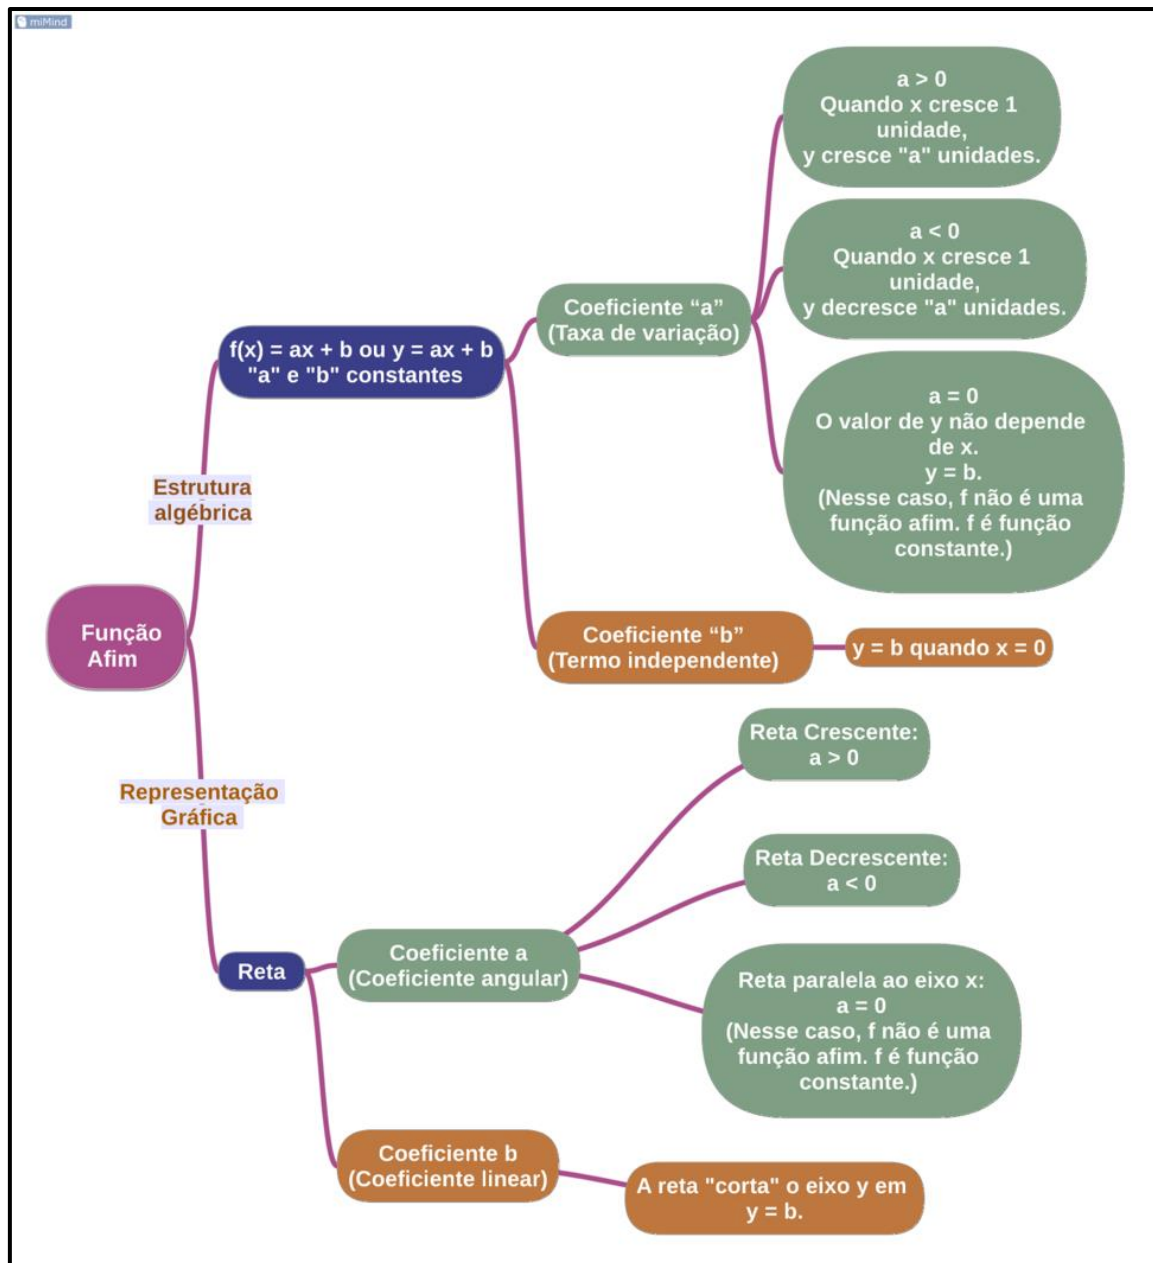 miMind
a > 0
Quando x cresce 1
unidade,
y cresce "a" unidades.
a < 0
Quando x cresce 1
unidade,
y decresce "a" unidades.
Coeficiente “a”
(Taxa de variação)
f(x) = ax + b ou y = ax + b
"a" e "b" constantes
a = 0
O valor de y não depende
de x.
y = b.
(Nesse caso, f não é uma
função afim. f é função
constante.)
Estrutura
algébrica
Função
Afim
Coeficiente “b”
(Termo independente)
y = b quando x = 0
Representação
Gráfica
Reta Crescente:
a > 0
Reta Decrescente:
a < 0
Reta
Coeficiente a
(Coeficiente angular)
Reta paralela ao eixo x:
a = 0
(Nesse caso, f não é uma
função afim. f é função
constante.)
Coeficiente b
(Coeficiente linear)
A reta "corta" o eixo y em
y = b.